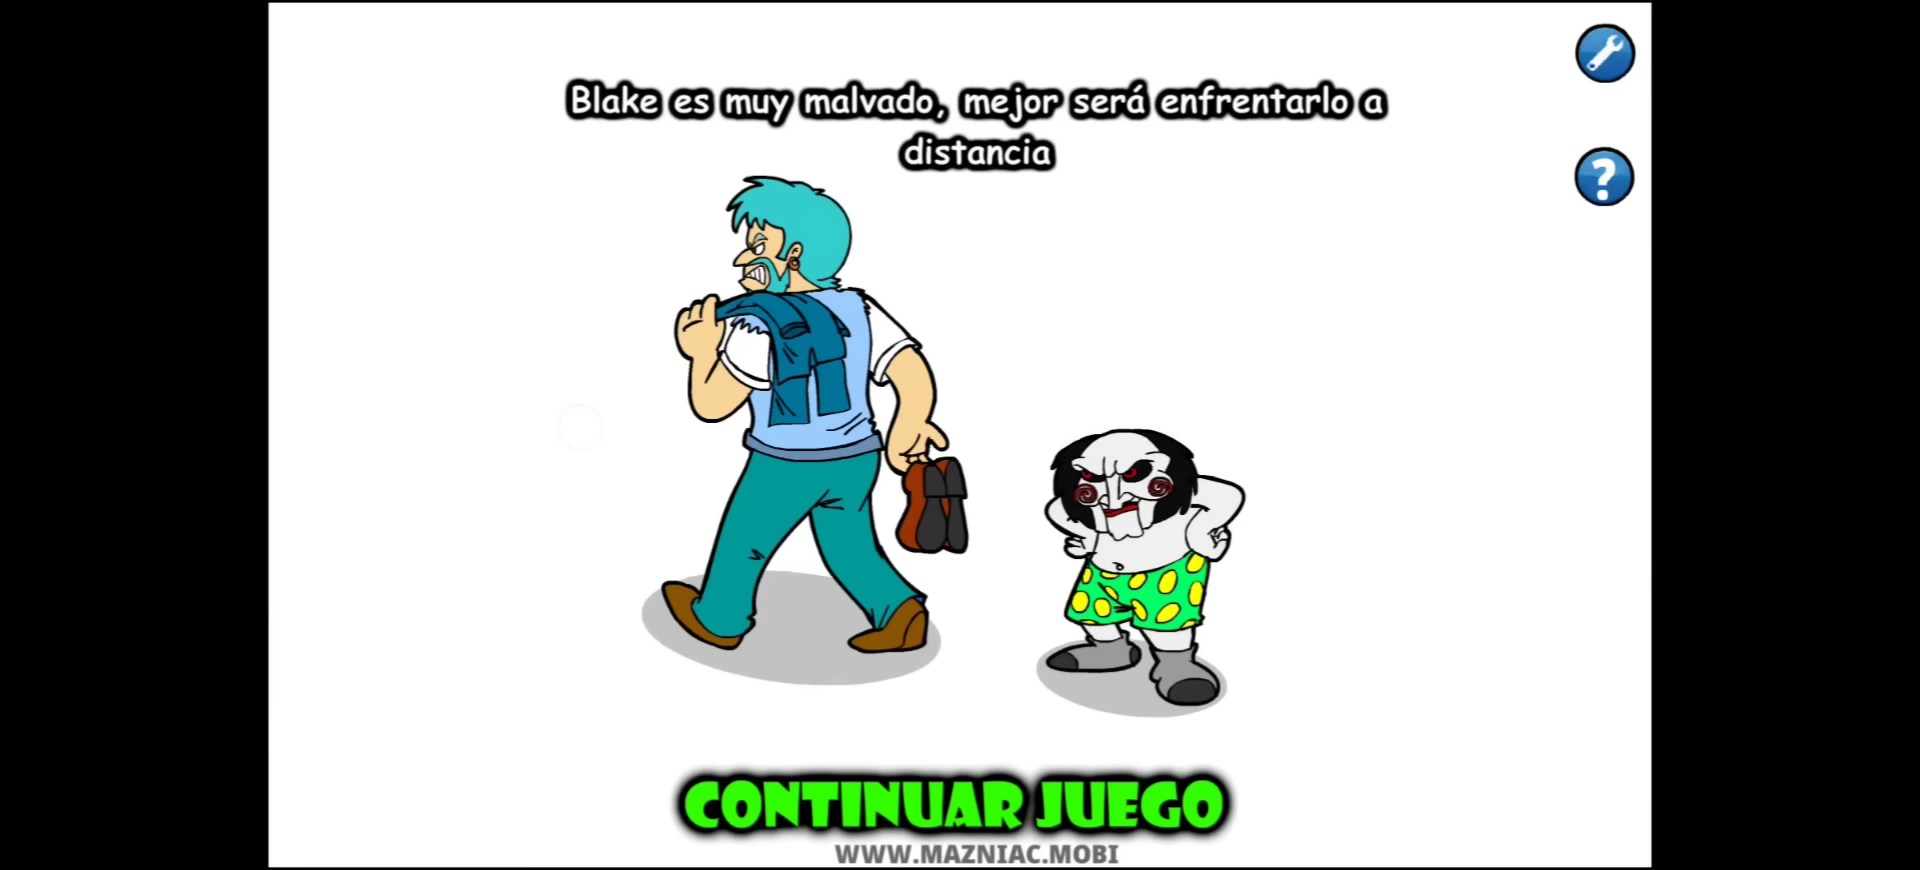 Blake es muy malvado, mejor será enfrentarlo a
distancia
?
CONTINUAR JUEGO
WWW.MAZNIAC.MOBI